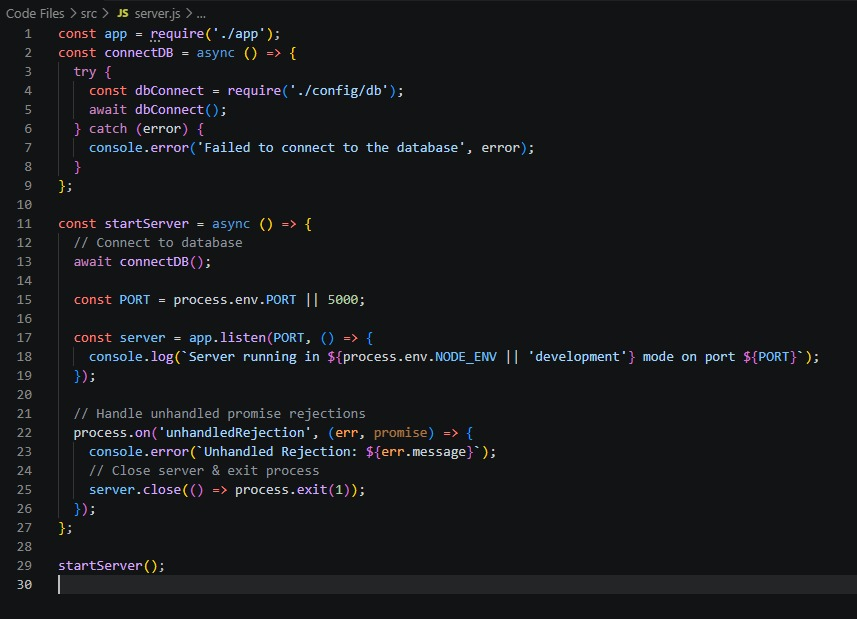 Code Files > src > JS server.js > ...
1 const app = require('./app');
2 const connectDB = async () => {
3   try {
4     const dbConnect = require('./config/db');
5     await dbConnect();
6   } catch (error) {
7     console.error('Failed to connect to the database', error);
8   }
9 };
10
11 const startServer = async () => {
12   // Connect to database
13   await connectDB();
14
15   const PORT = process.env.PORT || 5000;
16
17   const server = app.listen(PORT, () => {
18     console.log(`Server running in ${process.env.NODE_ENV || 'development'} mode on port ${PORT}`);
19   });
20
21   // Handle unhandled promise rejections
22   process.on('unhandledRejection', (err, promise) => {
23     console.error(`Unhandled Rejection: ${err.message}`);
24     // Close server & exit process
25     server.close(() => process.exit(1));
26   });
27 };
28
29 startServer();
30